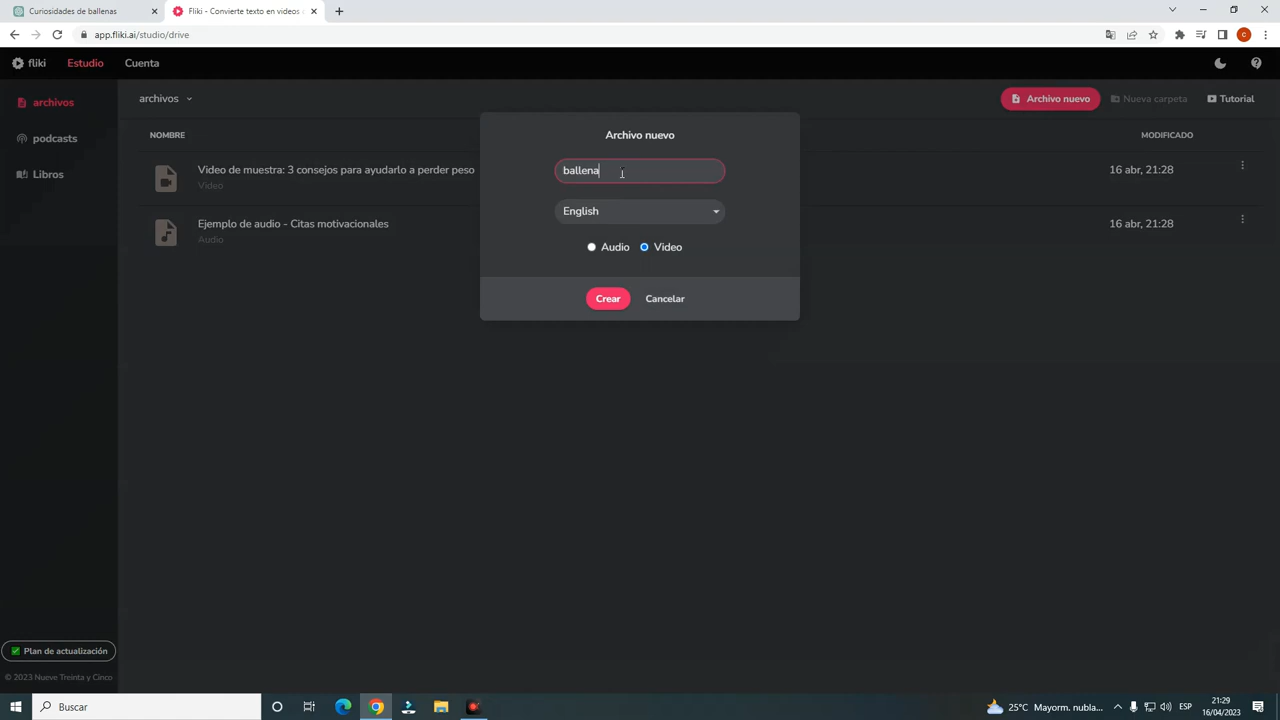 Curiosidades de ballenas
Fliki - Convierte texto en videos
app.fliki.ai/studio/drive
fliki Estudio Cuenta
archivos
archivos Archivo nuevo Nueva carpeta Tutorial
NOMBRE MODIFICADO
podcasts
Libros
Video de muestra: 3 consejos para ayudarlo a perder peso 16 abr, 21:28
Video
Ejemplo de audio - Citas motivacionales 16 abr, 21:28
Audio
Archivo nuevo
ballena
English
Audio Video
Crear Cancelar
Plan de actualización
© 2023 Nueve Treinta y Cinco
Buscar
25°C Mayorm. nubla... ESP 21:29
16/04/2023